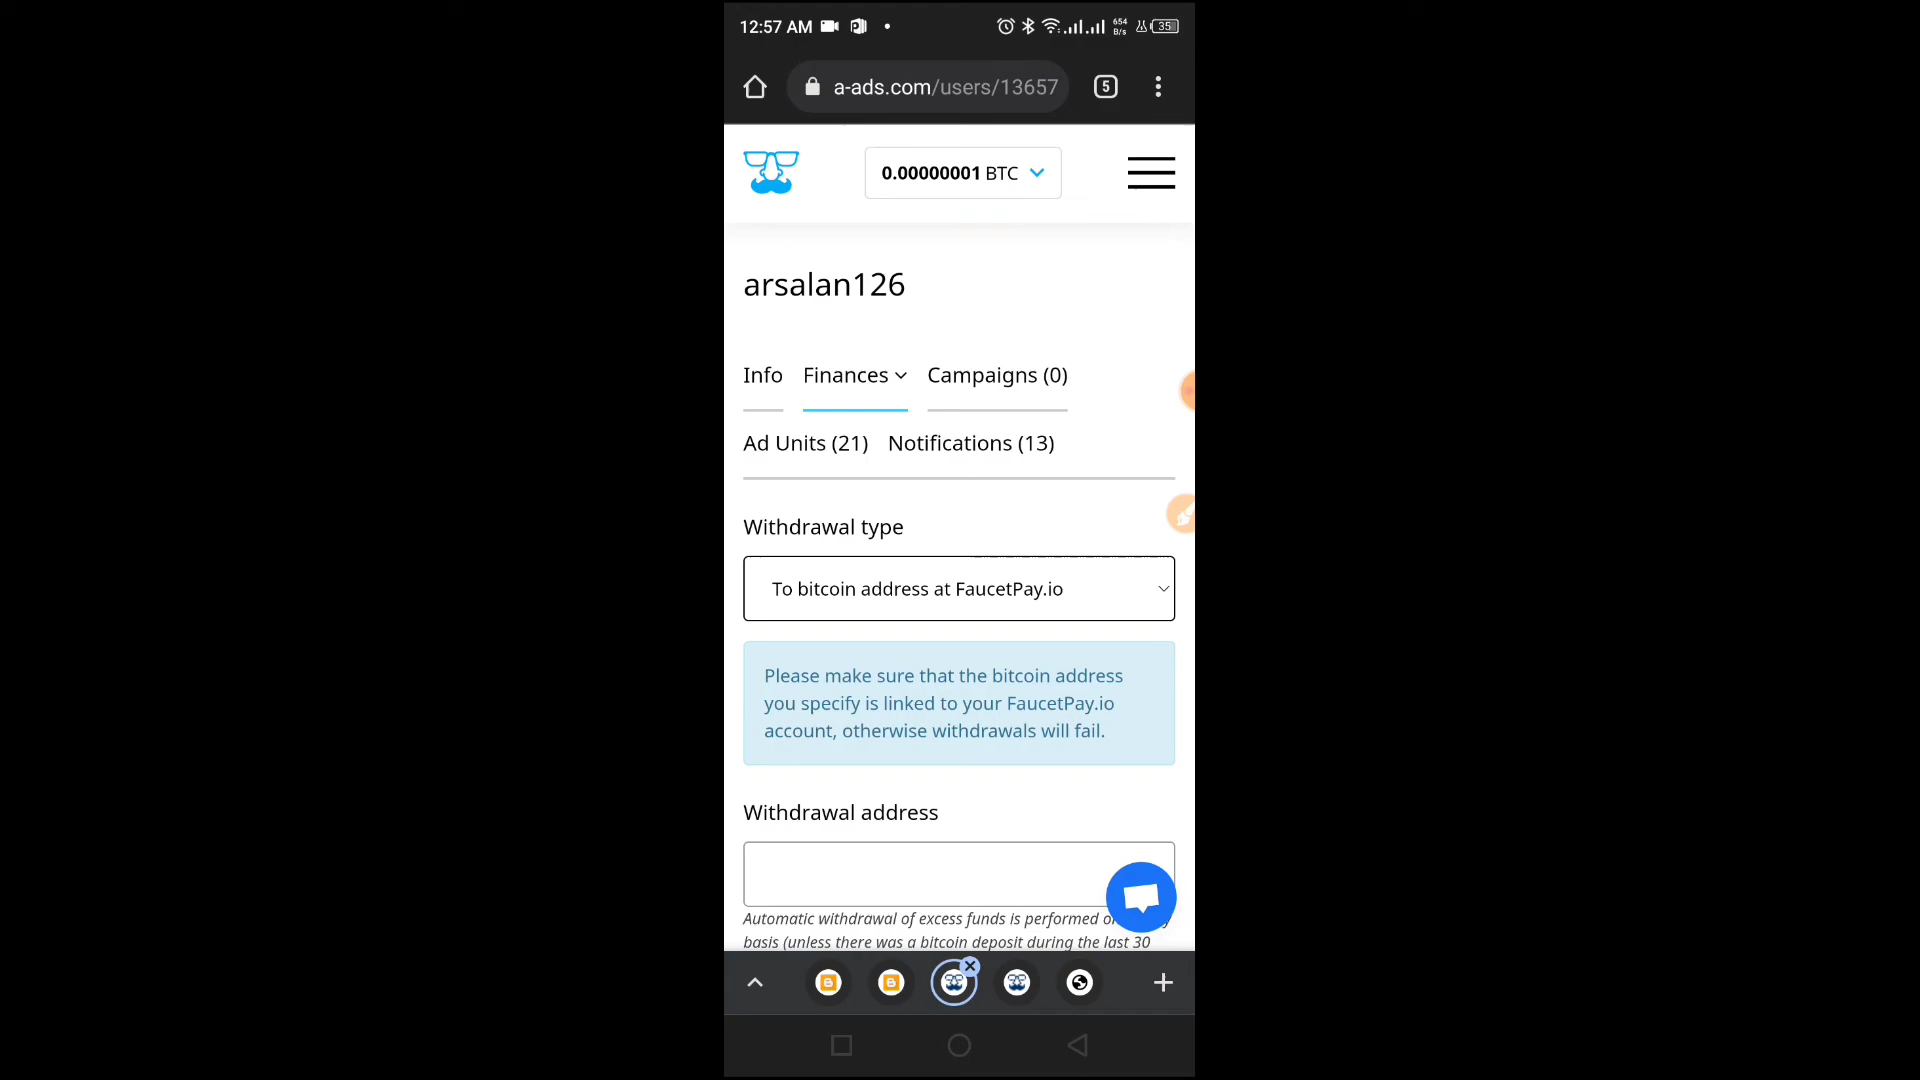 12:57 AM
654
B/s
35
a-ads.com/users/13657
5
0.00000001 BTC
arsalan126
Info Finances Campaigns (0)
Ad Units (21) Notifications (13)
Withdrawal type
To bitcoin address at FaucetPay.io
Please make sure that the bitcoin address
you specify is linked to your FaucetPay.io
account, otherwise withdrawals will fail.
Withdrawal address
Automatic withdrawal of excess funds is performed
basis (unless there was a bitcoin deposit during the last 30